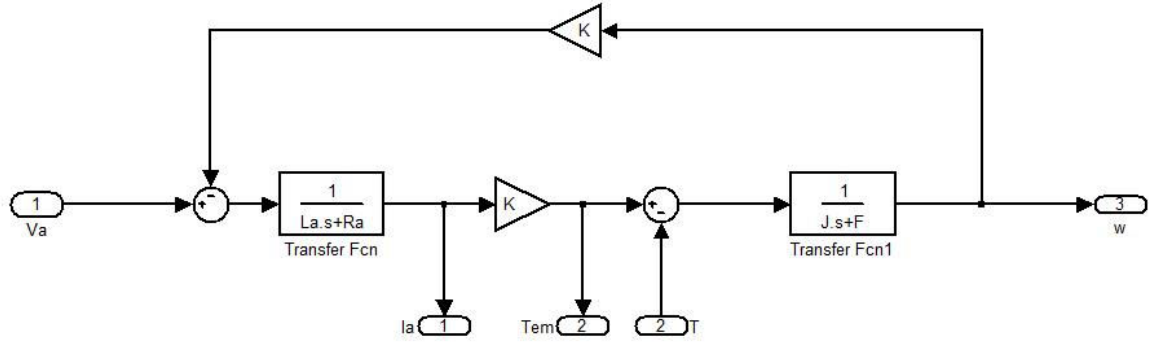 K
1
Va
+
-
1
La.s+Ra
Transfer Fcn
K
+
-
1
J.s+F
Transfer Fcn1
3
w
Ia 1
Tem 2
2 T